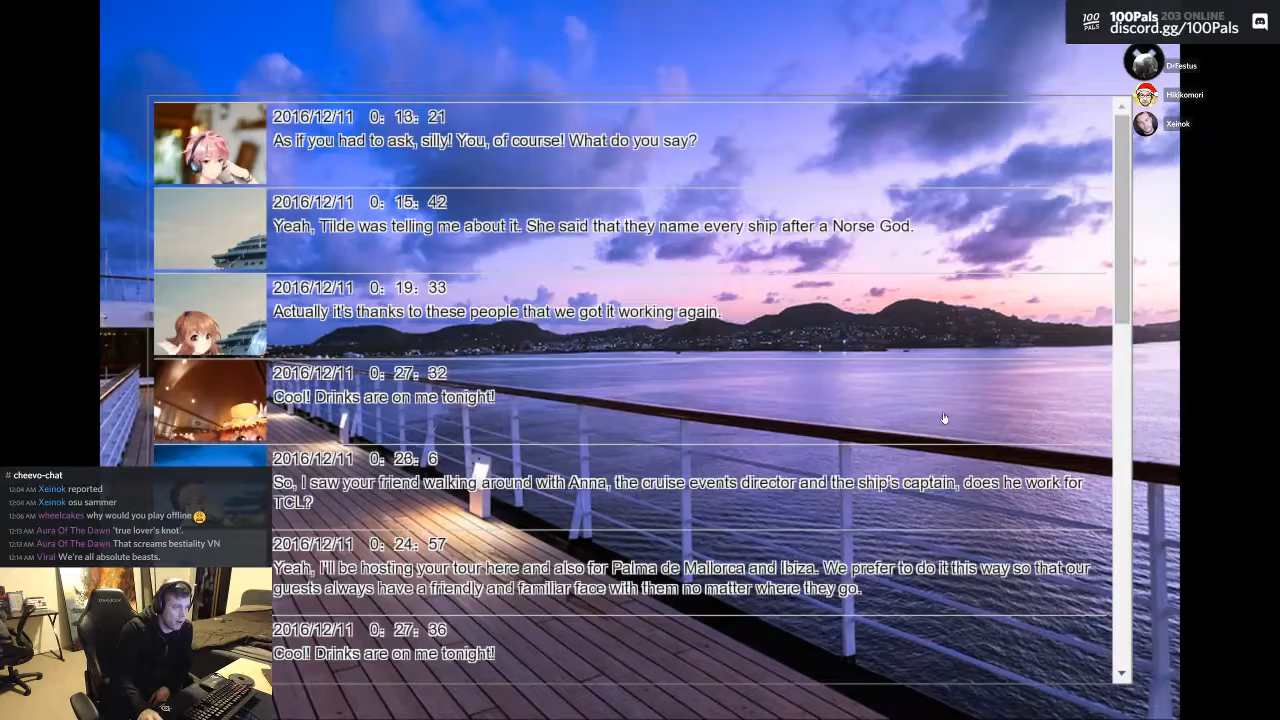 100 PALS
100Pals 203 ONLINE
discord.gg/100Pals
DrFestus
Hikikomori
Xeinok
2016/12/11 0: 13: 21
As if you had to ask, silly! You, of course! What do you say?
2016/12/11 0: 15: 42
Yeah, Tilde was telling me about it. She said that they name every ship after a Norse God.
2016/12/11 0: 19: 33
Actually it's thanks to these people that we got it working again.
2016/12/11 0: 27: 32
Cool! Drinks are on me tonight!
2016/12/11 0: 23: 6
So, I saw your friend walking around with Anna, the cruise events director and the ship's captain, does he work for
TCL?
2016/12/11 0: 24: 57
Yeah, I'll be hosting your tour here and also for Palma de Mallorca and Ibiza. We prefer to do it this way so that our
guests always have a friendly and familiar face with them no matter where they go.
2016/12/11 0: 27: 36
Cool! Drinks are on me tonight!
# cheevo-chat
12:04 AM Xeinok reported
12:04 AM Xeinok osu sammer
12:06 AM wheelcakes why would you play offline
12:13 AM Aura Of The Dawn 'true lover's knot'.
12:13 AM Aura Of The Dawn That screams bestiality VN
12:14 AM Viral We're all absolute beasts.